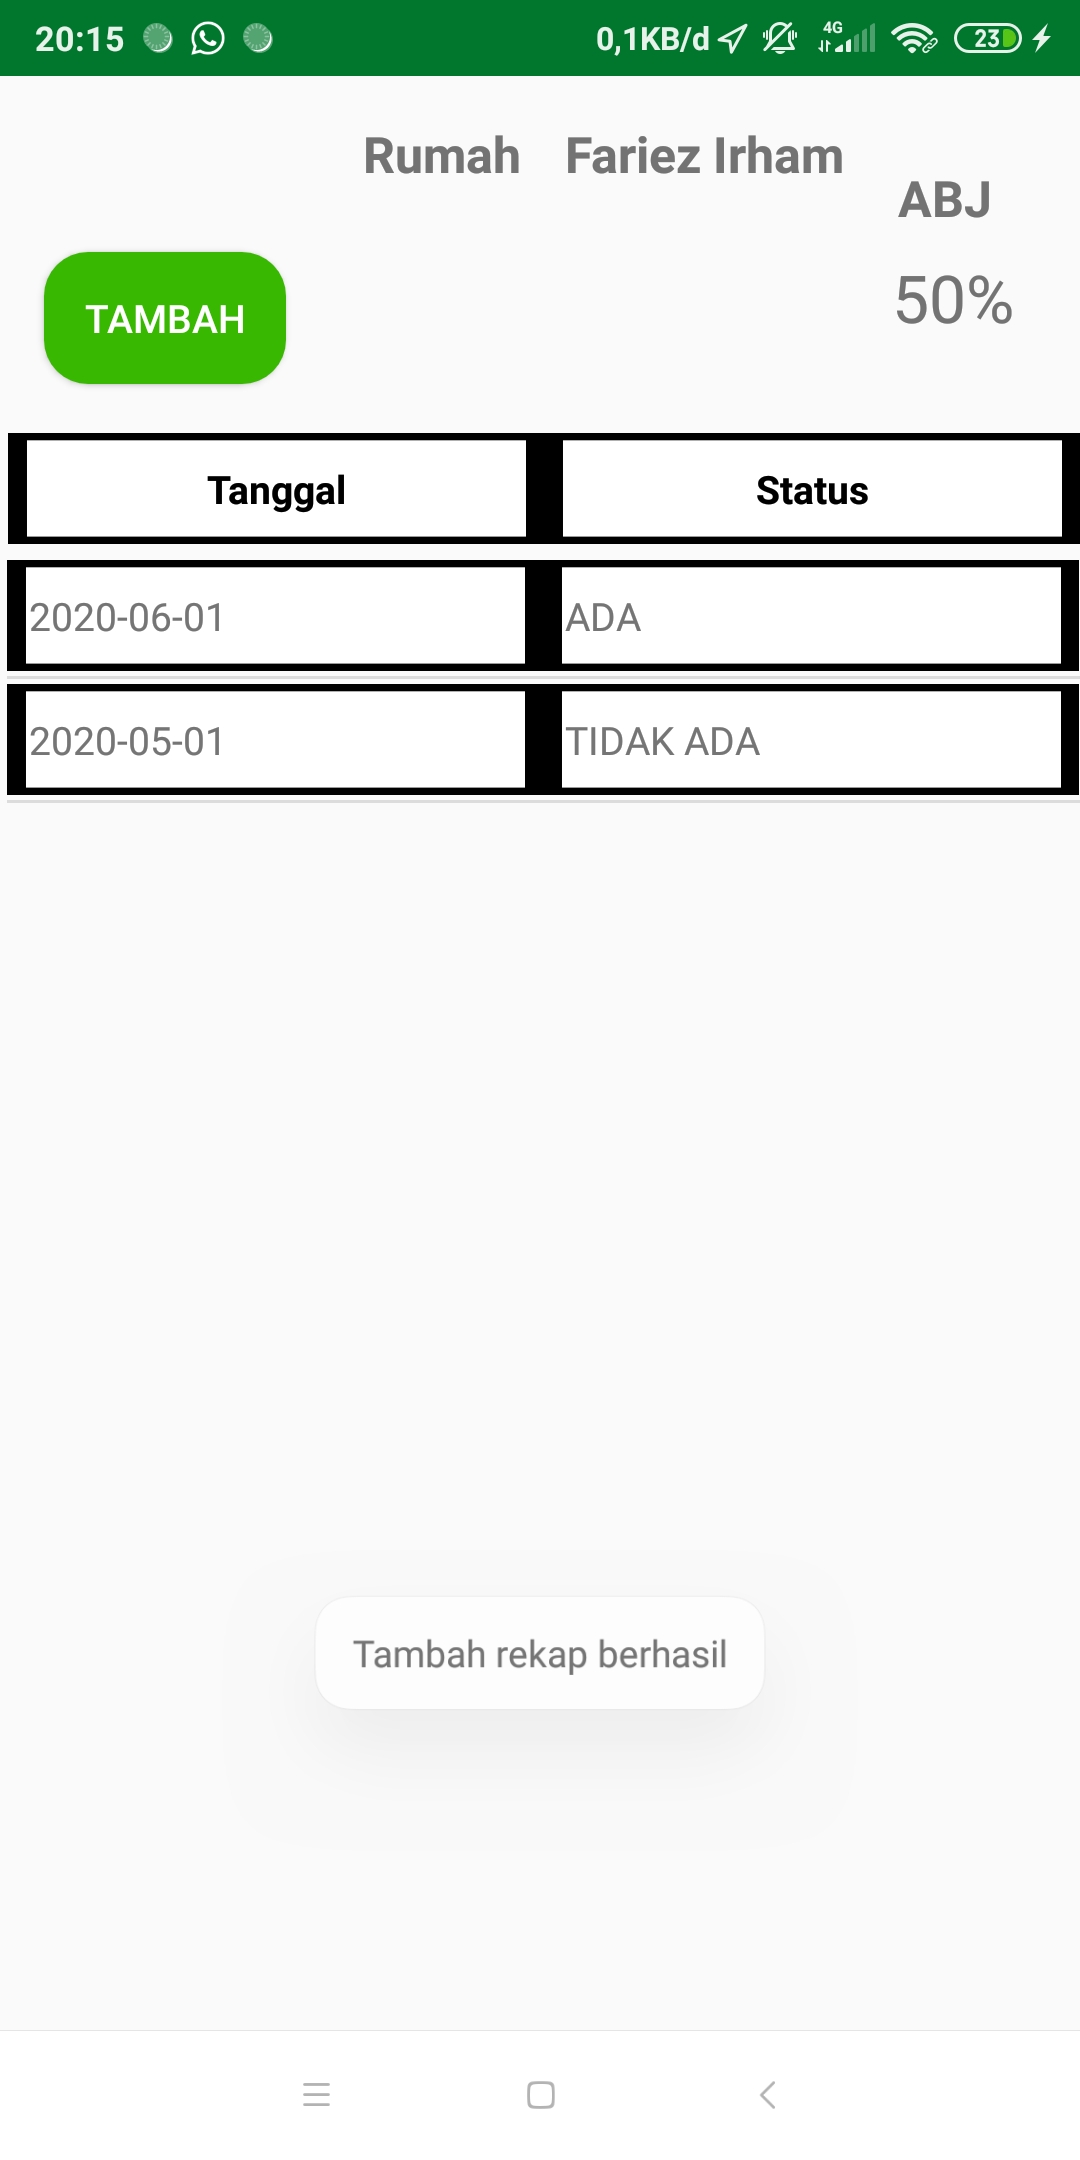 20:15 0,1KB/d 4G 23
Rumah Fariez Irham
ABJ
TAMBAH
50%
Tanggal Status
2020-06-01 ADA
2020-05-01 TIDAK ADA
Tambah rekap berhasil